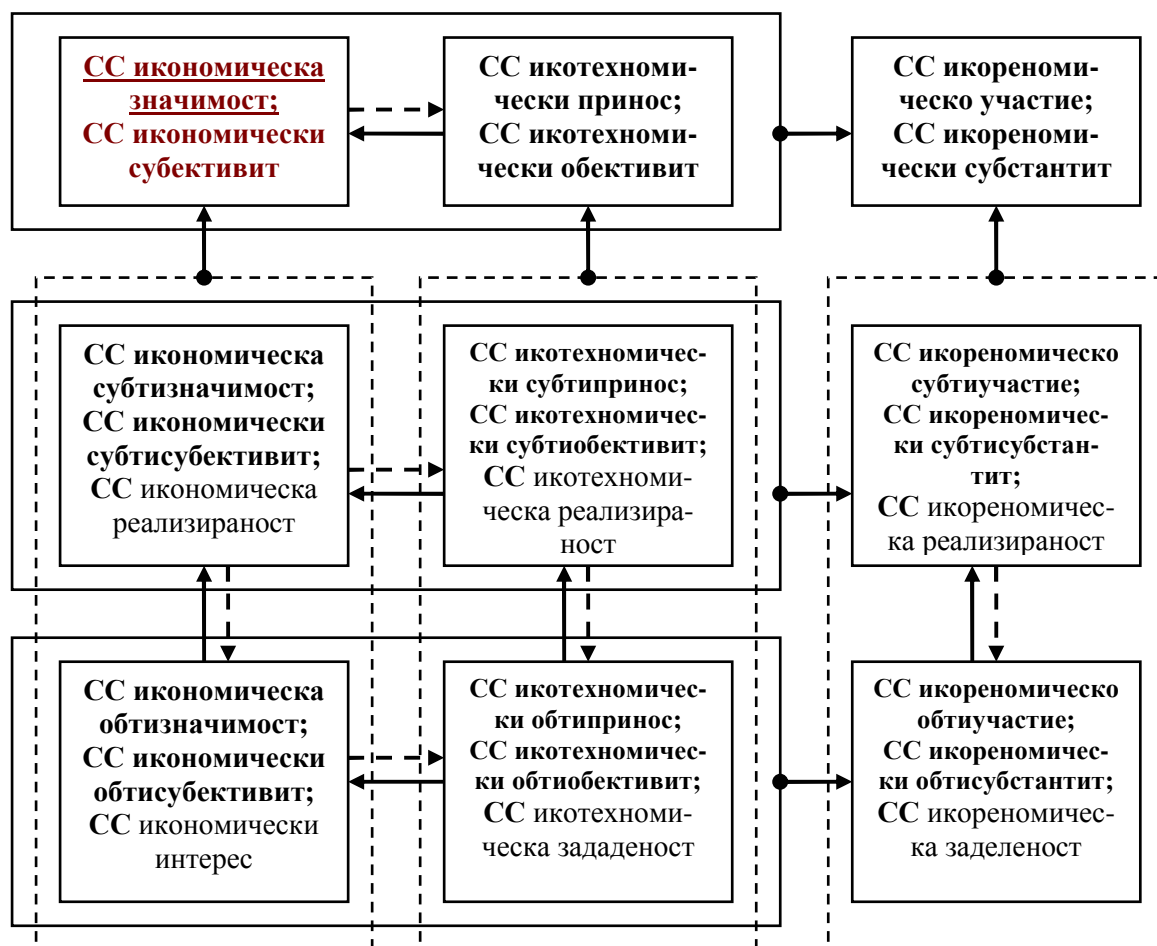 СС икономическа
значимост;
СС икономически
субективит
СС икотехноми-
чески принос;
СС икотехноми-
чески обективит
СС икореноми-
ческо участие;
СС икореноми-
чески субстантит
СС икономическа
субтизначимост;
СС икономически
субтисубективит;
СС икономическа
реализираност
СС икотехномичес-
ки субтипринос;
СС икотехномичес-
ки субтиобективит;
СС икотехноми-
ческа реализира-
ност
СС икореномическо
субтиучастие;
СС икореномичес-
ки субтисубстан-
тит;
СС икореномичес-
ка реализираност
СС икономическа
обтизначимост;
СС икономически
обтисубективит;
СС икономически
интерес
СС икотехномичес-
ки обтипринос;
СС икотехномичес-
ки обтиобективит;
СС икотехноми-
ческа зададеност
СС икореномическо
обтиучастие;
СС икореномичес-
ки обтисубстантит;
СС икореномичес-
ка заделеност